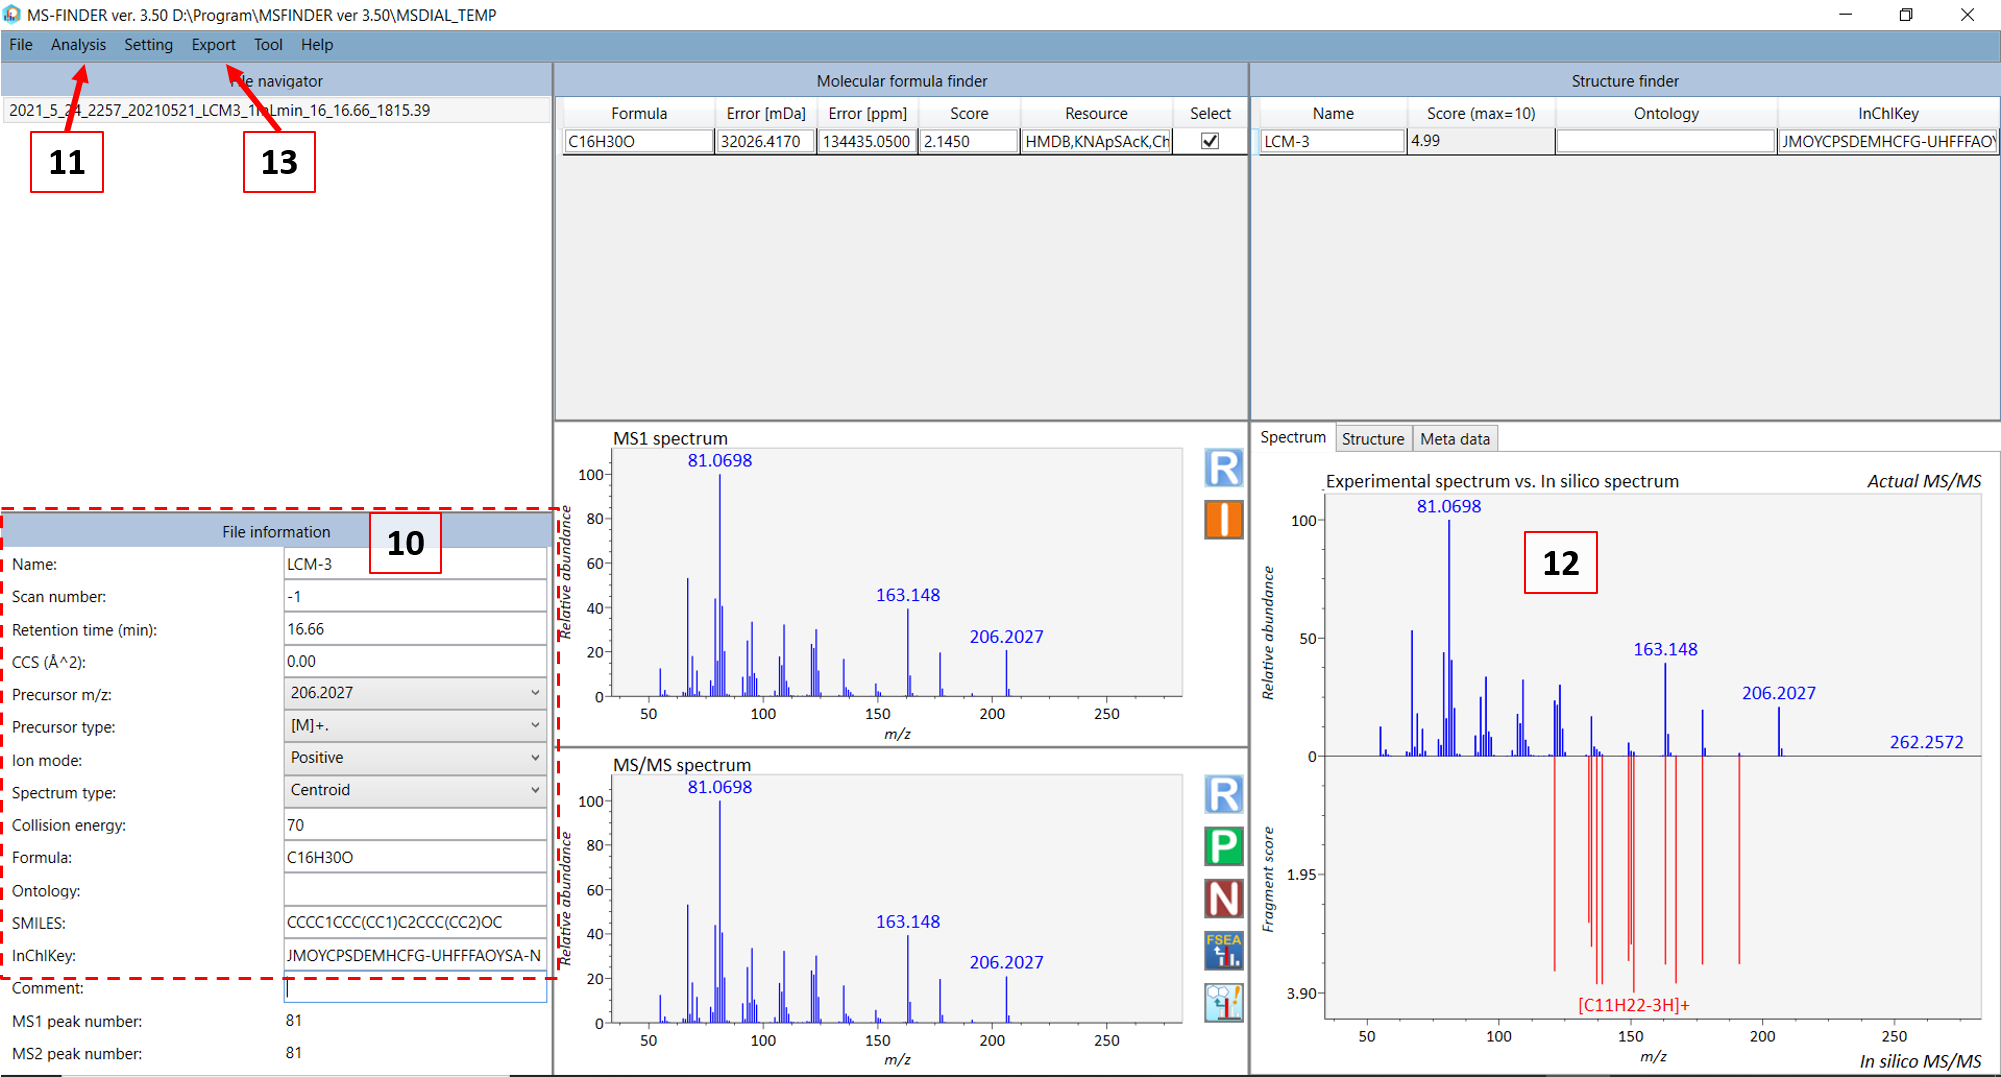 MS-FINDER ver. 3.50 D:\Program\MSFINDER ver 3.50\MSDIAL_TEMP
File Analysis Setting Export Tool Help
navigator
2021_5_24_2257_20210521_LCM3_1mLmin_16_16.66_1815.39
11
13
Molecular formula finder
Formula Error [mDa] Error [ppm] Score Resource Select
C16H30O 32026.4170 134435.0500 2.1450 HMDB,KNApSAcK,Ch
Structure finder
Name Score (max=10) Ontology InChIKey
LCM-3 4.99 JMOYCPSDEMHCFG-UHFFFAOY
File information
10
Name: LCM-3
Scan number: -1
Retention time (min): 16.66
CCS (Å^2): 0.00
Precursor m/z: 206.2027
Precursor type: [M]+.
Ion mode: Positive
Spectrum type: Centroid
Collision energy: 70
Formula: C16H30O
Ontology:
SMILES: CCCC1CCC(CC1)C2CCC(CC2)OC
InChIKey: JMOYCPSDEMHCFG-UHFFFAOYSA-N
Comment:
MS1 peak number: 81
MS2 peak number: 81
MS1 spectrum
81.0698
163.148
206.2027
Relative abundance
100
80
60
40
20
0
50 100 150 200 250
m/z
R
I
MS/MS spectrum
81.0698
163.148
206.2027
Relative abundance
100
80
60
40
20
0
50 100 150 200 250
m/z
R
P
N
FSEA
!
Spectrum Structure Meta data
Experimental spectrum vs. In silico spectrum Actual MS/MS
81.0698
12
163.148
206.2027
262.2572
Relative abundance
Fragment score
100
50
0
1.95
3.90
[C11H22-3H]+
50 100 150 200 250
m/z
In silico MS/MS